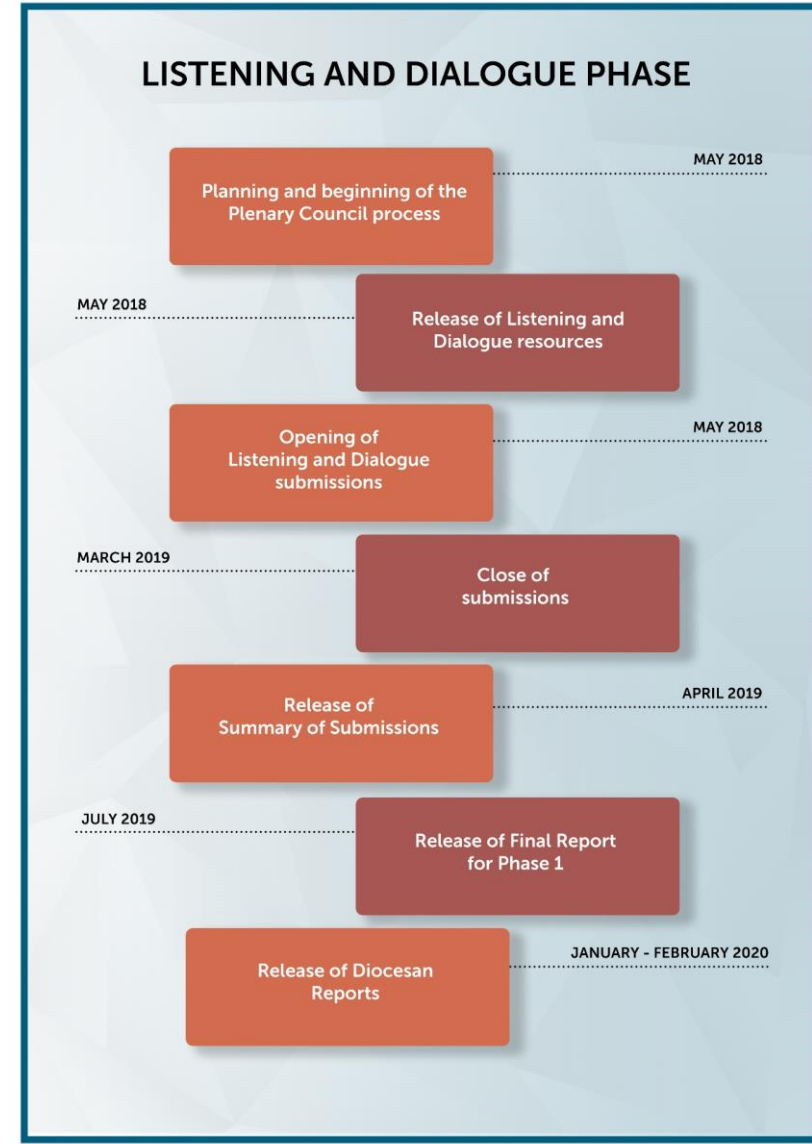 LISTENING AND DIALOGUE PHASE
MAY 2018
Planning and beginning of the
Plenary Council process
MAY 2018
Release of Listening and
Dialogue resources
MAY 2018
Opening of
Listening and Dialogue
submissions
MARCH 2019
Close of
submissions
APRIL 2019
Release of
Summary of Submissions
JULY 2019
Release of Final Report
for Phase 1
JANUARY - FEBRUARY 2020
Release of Diocesan
Reports